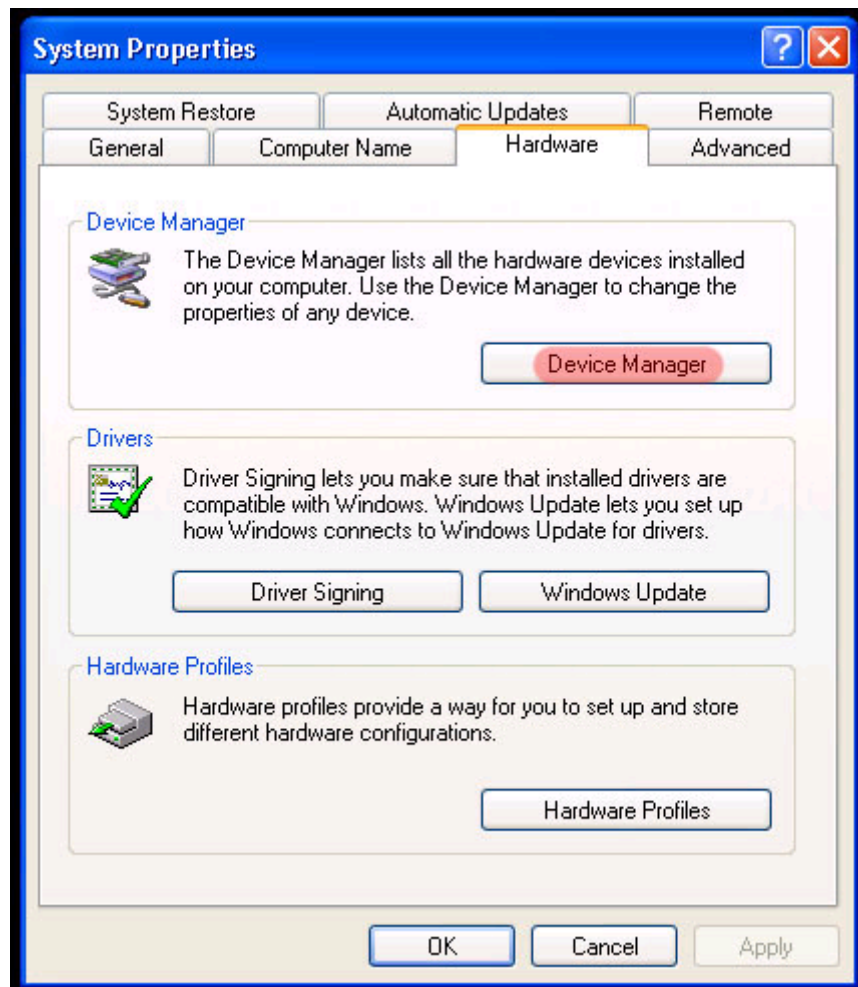 System Properties
System Restore Automatic Updates Remote
General Computer Name Hardware Advanced
Device Manager
The Device Manager lists all the hardware devices installed
on your computer. Use the Device Manager to change the
properties of any device.
Device Manager
Drivers
Driver Signing lets you make sure that installed drivers are
compatible with Windows. Windows Update lets you set up
how Windows connects to Windows Update for drivers.
Driver Signing Windows Update
Hardware Profiles
Hardware profiles provide a way for you to set up and store
different hardware configurations.
Hardware Profiles
OK Cancel Apply